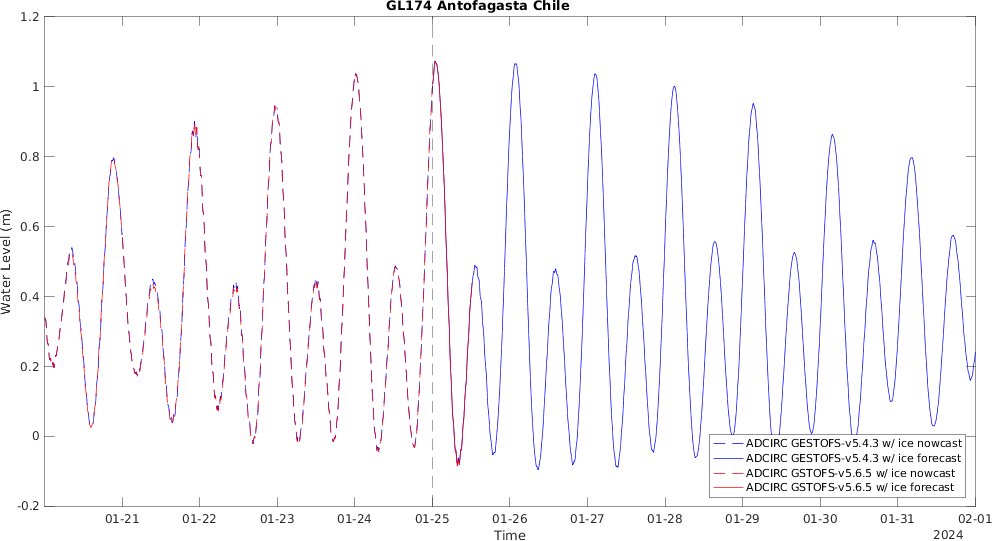 GL174 Antofagasta Chile
1.2
1
0.8
0.6
0.4
0.2
0
-0.2
Water Level (m)
ADCIRC GESTOFS-v5.4.3 w/ ice nowcast
ADCIRC GESTOFS-v5.4.3 w/ ice forecast
ADCIRC GSTOFS-v5.6.5 w/ ice nowcast
ADCIRC GSTOFS-v5.6.5 w/ ice forecast
01-21 01-22 01-23 01-24 01-25 01-26 01-27 01-28 01-29 01-30 01-31 02-01
Time
2024